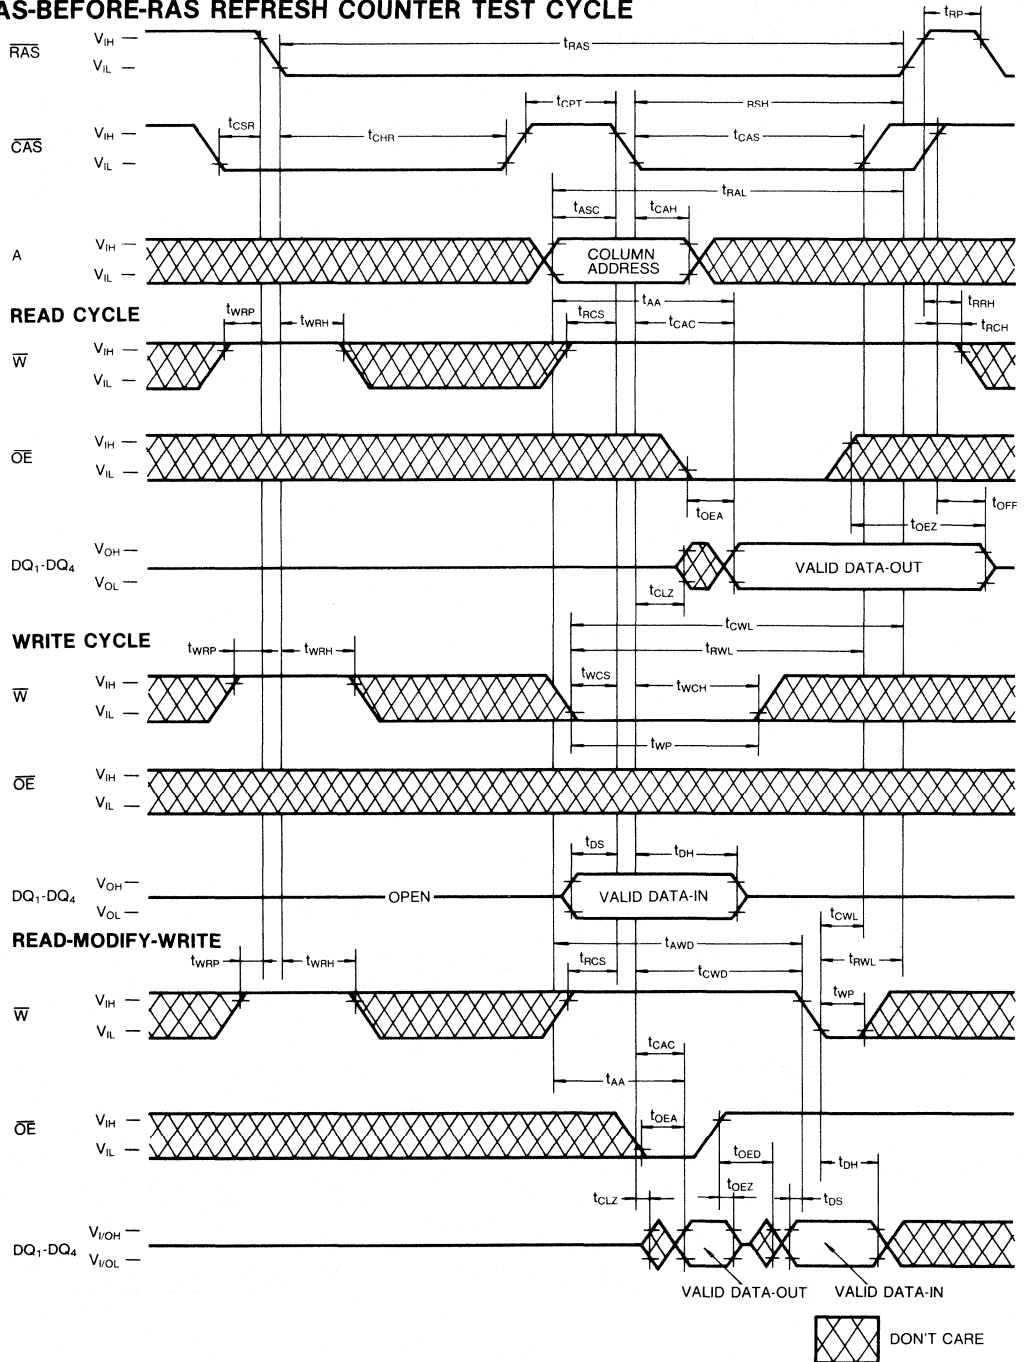 AS-BEFORE-RAS REFRESH COUNTER TEST CYCLE
tRP
RAS
VIH
VIL
tRAS
CAS
VIH
VIL
tCSR
tCHR
tCPT
RSH
tCAS
tRAL
tASC
tCAH
A
VIH
VIL
COLUMN
ADDRESS
READ CYCLE
tWRP
tWRH
tRCS
tAA
tCAC
tRRH
tRCH
W
VIH
VIL
OE
VIH
VIL
tOEA
tOFF
tOEZ
DQ1-DQ4
VOH
VOL
VALID DATA-OUT
tCLZ
WRITE CYCLE
tCWL
tWRP
tWRH
tRWL
W
VIH
VIL
tWCS
tWCH
tWP
OE
VIH
VIL
tDS
tDH
DQ1-DQ4
VOH
VOL
OPEN
VALID DATA-IN
READ-MODIFY-WRITE
tCWL
tAWD
tWRP
tWRH
tRCS
tCWD
tRWL
W
VIH
VIL
tWP
tCAC
tAA
OE
VIH
VIL
tOEA
tOED
tDH
tCLZ
tOEZ
tDS
DQ1-DQ4
VI/OH
VI/OL
VALID DATA-OUT
VALID DATA-IN
DON'T CARE